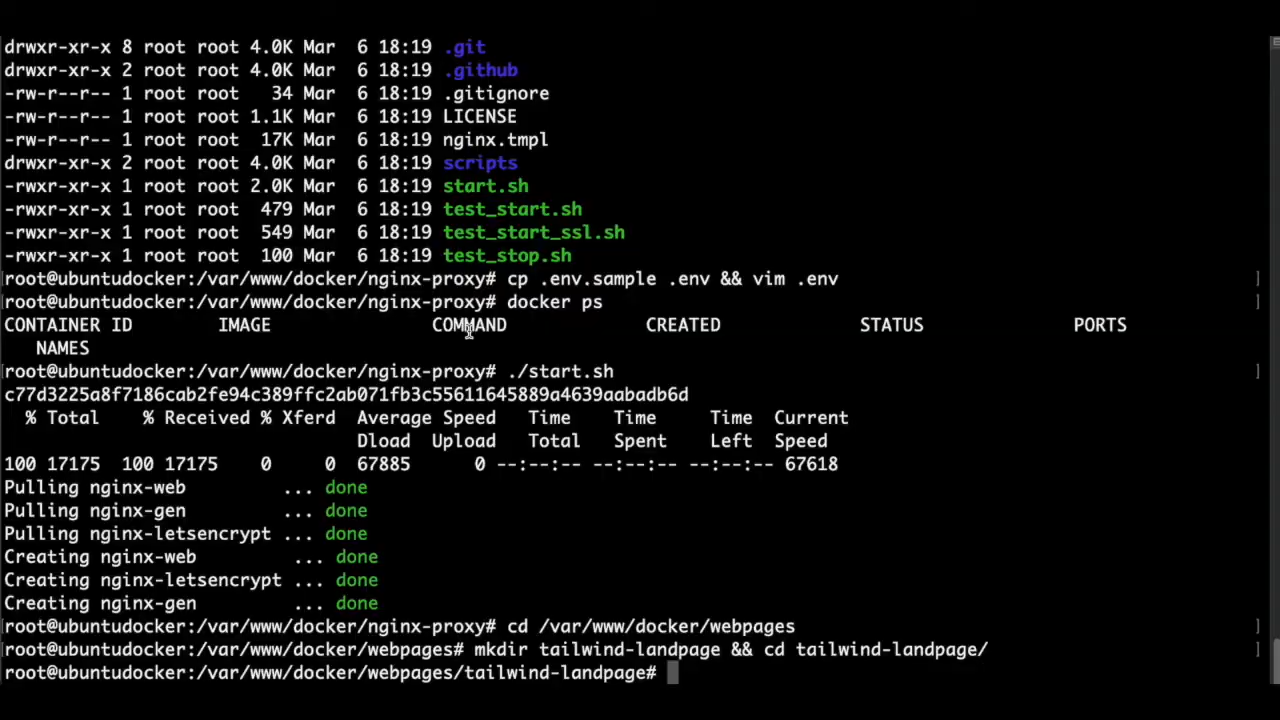 drwxr-xr-x 8 root root 4.0K Mar  6 18:19 .git
drwxr-xr-x 2 root root 4.0K Mar  6 18:19 .github
-rw-r--r-- 1 root root   34 Mar  6 18:19 .gitignore
-rw-r--r-- 1 root root 1.1K Mar  6 18:19 LICENSE
-rw-r--r-- 1 root root  17K Mar  6 18:19 nginx.tmpl
drwxr-xr-x 2 root root 4.0K Mar  6 18:19 scripts
-rwxr-xr-x 1 root root 2.0K Mar  6 18:19 start.sh
-rwxr-xr-x 1 root root  479 Mar  6 18:19 test_start.sh
-rwxr-xr-x 1 root root  549 Mar  6 18:19 test_start_ssl.sh
-rwxr-xr-x 1 root root  100 Mar  6 18:19 test_stop.sh
[root@ubuntudocker:/var/www/docker/nginx-proxy# cp .env.sample .env && vim .env ]
[root@ubuntudocker:/var/www/docker/nginx-proxy# docker ps ]
CONTAINER ID        IMAGE               COMMAND             CREATED             STATUS              PORTS
   NAMES
[root@ubuntudocker:/var/www/docker/nginx-proxy# ./start.sh ]
c77d3225a8f7186cab2fe94c389ffc2ab071fb3c55611645889a4639aabadb6d
  % Total    % Received % Xferd  Average Speed   Time    Time     Time  Current
                                 Dload  Upload   Total   Spent    Left  Speed
100 17175  100 17175    0     0  67885      0 --:--:-- --:--:-- --:--:-- 67618
Pulling nginx-web         ... done
Pulling nginx-gen         ... done
Pulling nginx-letsencrypt ... done
Creating nginx-web         ... done
Creating nginx-letsencrypt ... done
Creating nginx-gen         ... done
[root@ubuntudocker:/var/www/docker/nginx-proxy# cd /var/www/docker/webpages ]
[root@ubuntudocker:/var/www/docker/webpages# mkdir tailwind-landpage && cd tailwind-landpage/ ]
root@ubuntudocker:/var/www/docker/webpages/tailwind-landpage#